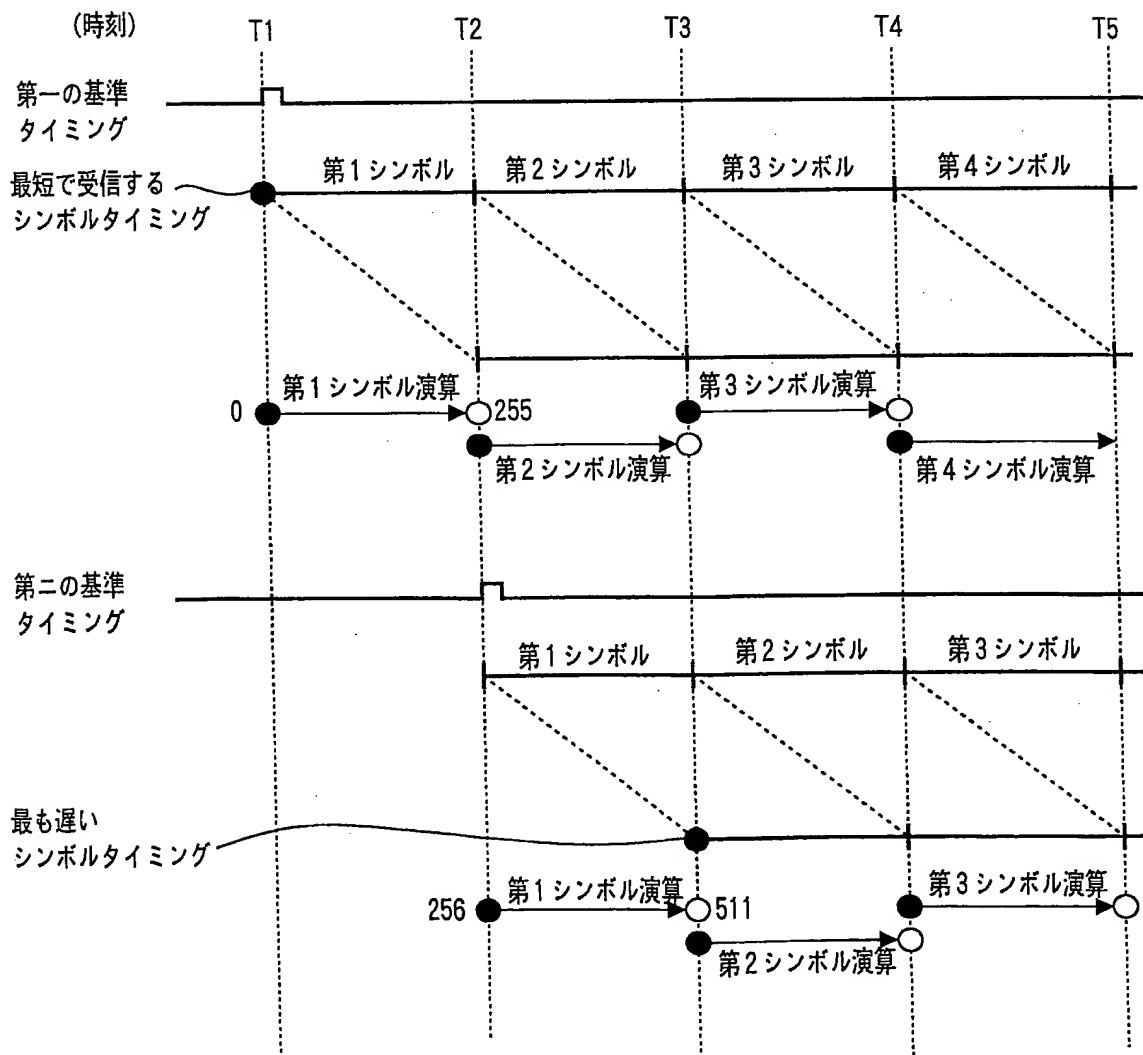 (時刻) T1 T2 T3 T4 T5
第一の基準
タイミング
最短で受信する
シンボルタイミング
第1シンボル 第2シンボル 第3シンボル 第4シンボル
0 第1シンボル演算 255 第3シンボル演算
第2シンボル演算 第4シンボル演算
第二の基準
タイミング
第1シンボル 第2シンボル 第3シンボル
最も遅い
シンボルタイミング
256 第1シンボル演算 511 第3シンボル演算
第2シンボル演算